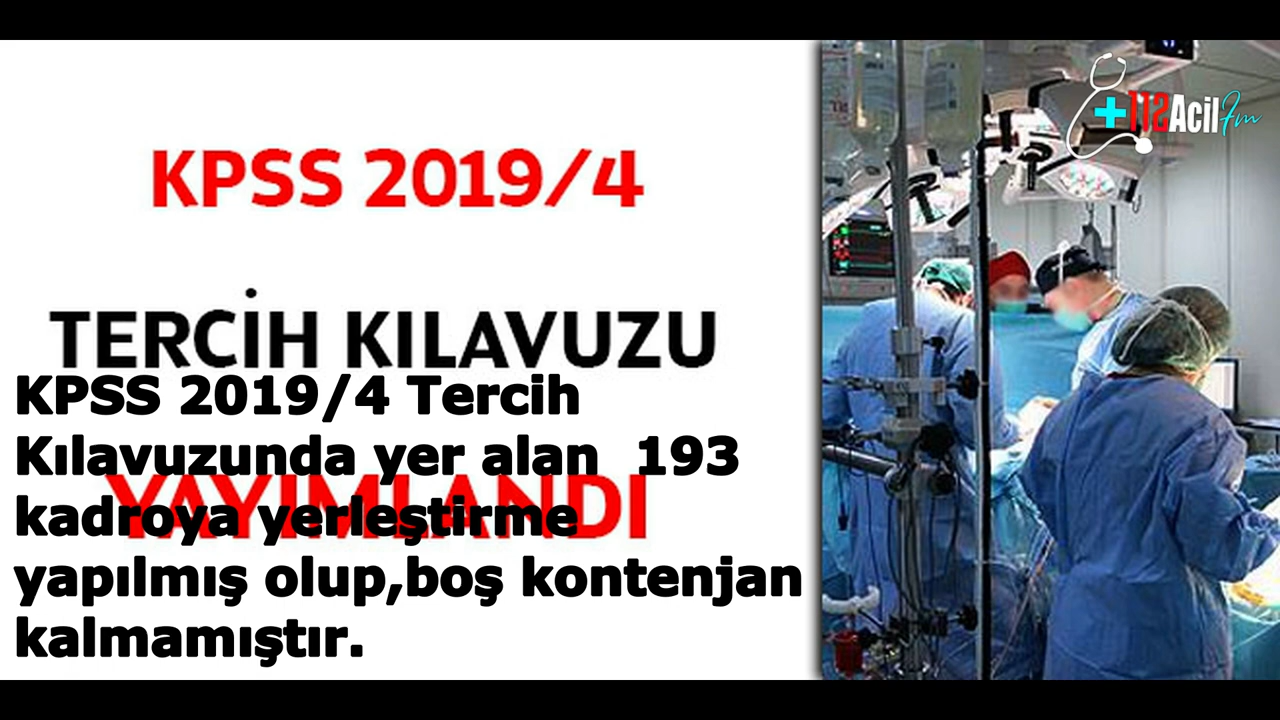 KPSS 2019/4
TERCİH KILAVUZU
YAYIMLANDI
KPSS 2019/4 Tercih
Kılavuzunda yer alan  193
kadroya yerleştirme
yapılmış olup,boş kontenjan
kalmamıştır.
112Acil Fm